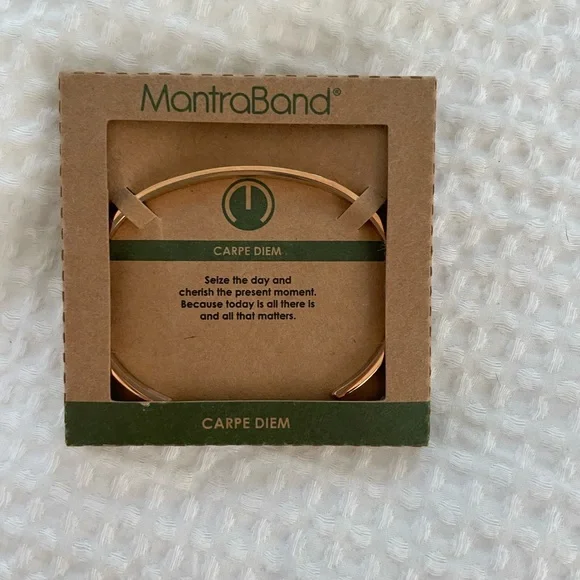 MantraBand®
CARPE DIEM
Seize the day and
cherish the present moment.
Because today is all there is
and all that matters.
CARPE DIEM